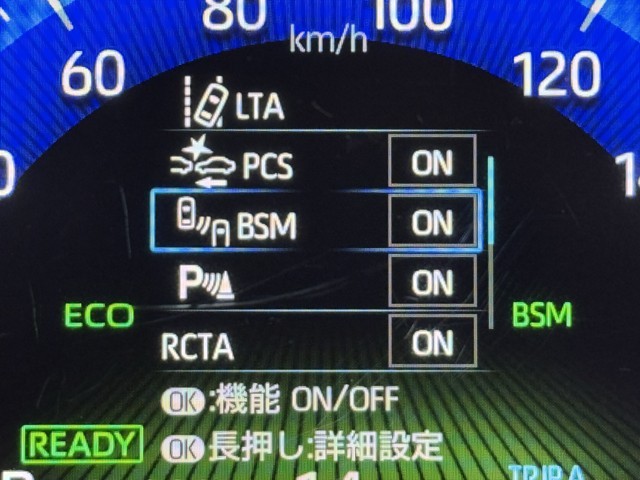 80 100
km/h
60 120
LTA
PCS ON
BSM ON
P ON
ECO BSM
RCTA ON
OK:機能 ON/OFF
READY OK長押し:詳細設定
TRIP A